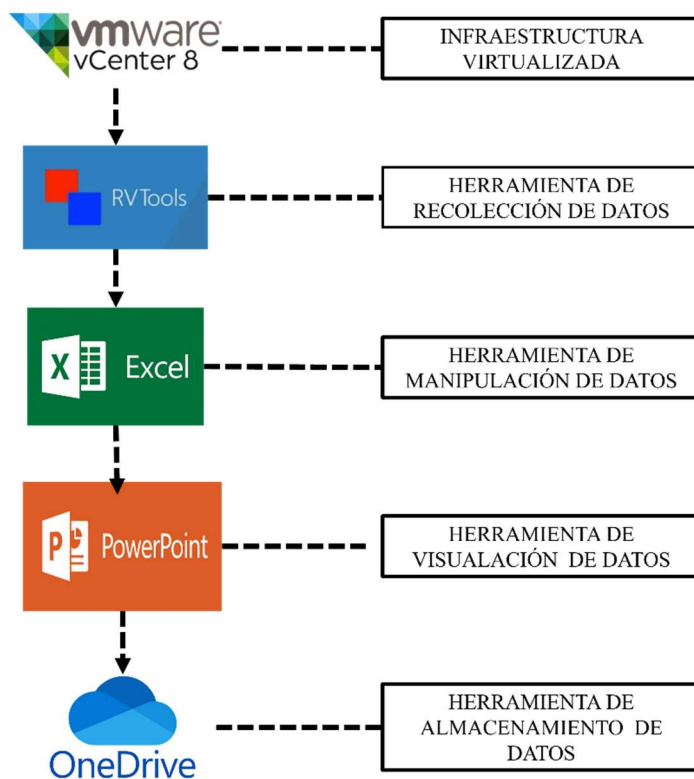 vmware
vCenter 8
INFRAESTRUCTURA
VIRTUALIZADA
RVTools
HERRAMIENTA DE
RECOLECCIÓN DE DATOS
X
Excel
HERRAMIENTA DE
MANIPULACIÓN DE DATOS
P
PowerPoint
HERRAMIENTA DE
VISUALACIÓN DE DATOS
OneDrive
HERRAMIENTA DE
ALMACENAMIENTO DE
DATOS